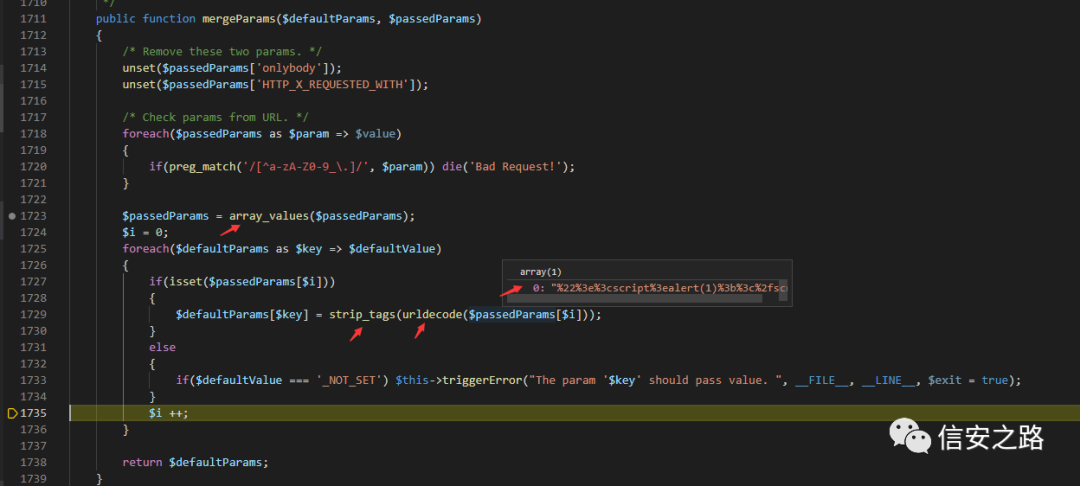 1710     */
1711    public function mergeParams($defaultParams, $passedParams)
1712    {
1713        /* Remove these two params. */
1714        unset($passedParams['onlybody']);
1715        unset($passedParams['HTTP_X_REQUESTED_WITH']);
1716
1717        /* Check params from URL. */
1718        foreach($passedParams as $param => $value)
1719        {
1720            if(preg_match('/[^a-zA-Z0-9_\.]/', $param)) die('Bad Request!');
1721        }
1722
1723        $passedParams = array_values($passedParams);
1724        $i = 0;
1725        foreach($defaultParams as $key => $defaultValue)
1726        {
array(1)
1727            if(isset($passedParams[$i]))
0: "%22%3e%3cscript%3ealert(1)%3b%3c%2fsc
1728            {
1729                $defaultParams[$key] = strip_tags(urldecode($passedParams[$i]));
1730            }
1731            else
1732            {
1733                if($defaultValue === '_NOT_SET') $this->triggerError("The param '$key' should pass value. ", __FILE__, __LINE__, $exit = true);
1734            }
1735            $i ++;
1736        }
信安之路
1737
1738        return $defaultParams;
1739    }